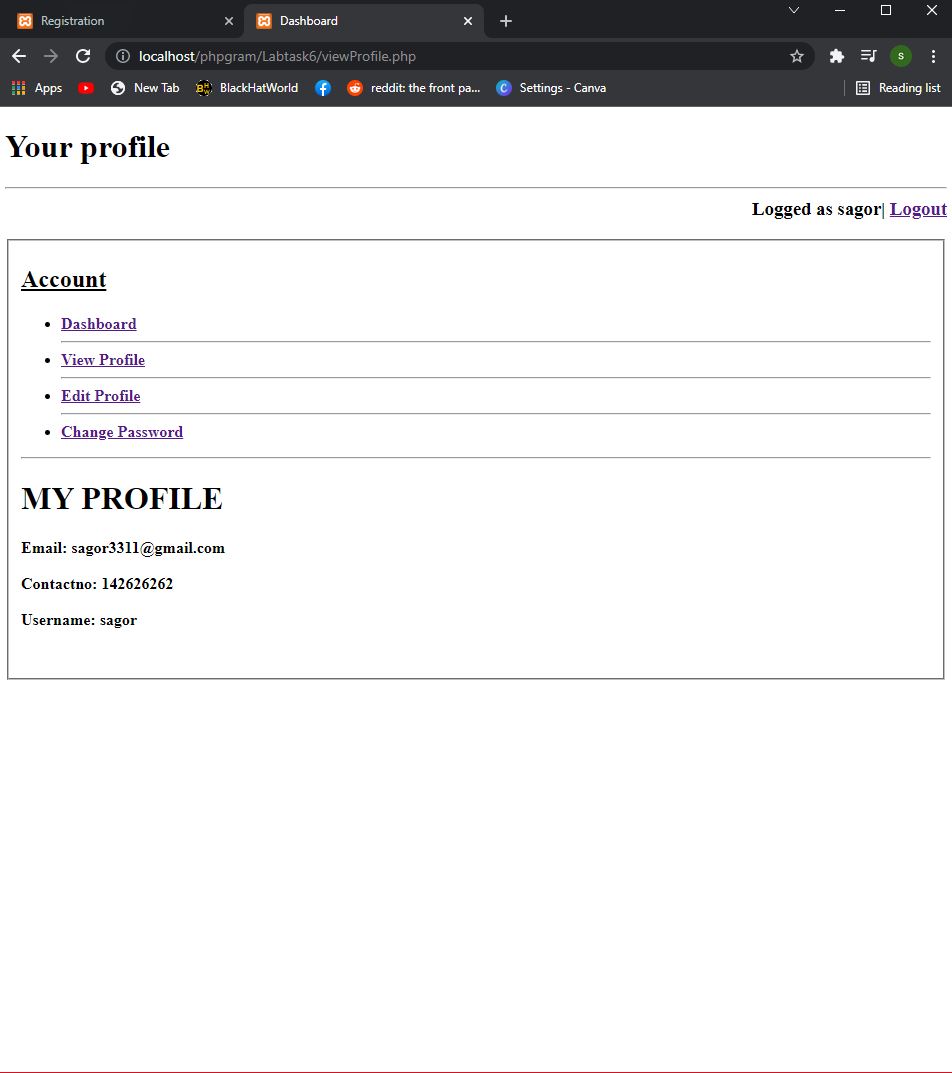 Registration
Dashboard
localhost/phpgram/Labtask6/viewProfile.php
S
Apps
New Tab
BHW
BlackHatWorld
reddit: the front pa...
C
Settings - Canva
Reading list
Your profile
Logged as sagor| Logout
Account
Dashboard
View Profile
Edit Profile
Change Password
MY PROFILE
Email: sagor3311@gmail.com
Contactno: 142626262
Username: sagor